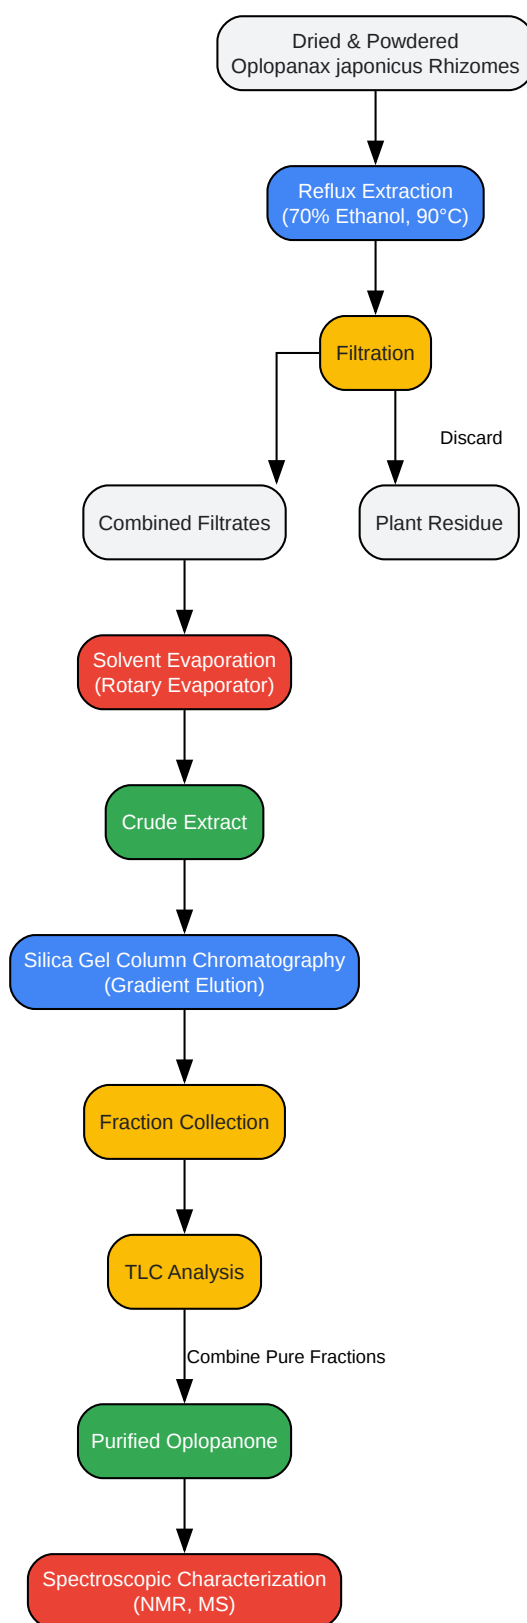 Dried & Powdered
Oplopanax japonicus Rhizomes
Reflux Extraction
(70% Ethanol, 90°C)
Filtration
Discard
Combined Filtrates
Plant Residue
Solvent Evaporation
(Rotary Evaporator)
Crude Extract
Silica Gel Column Chromatography
(Gradient Elution)
Fraction Collection
TLC Analysis
Combine Pure Fractions
Purified Oplopanone
Spectroscopic Characterization
(NMR, MS)